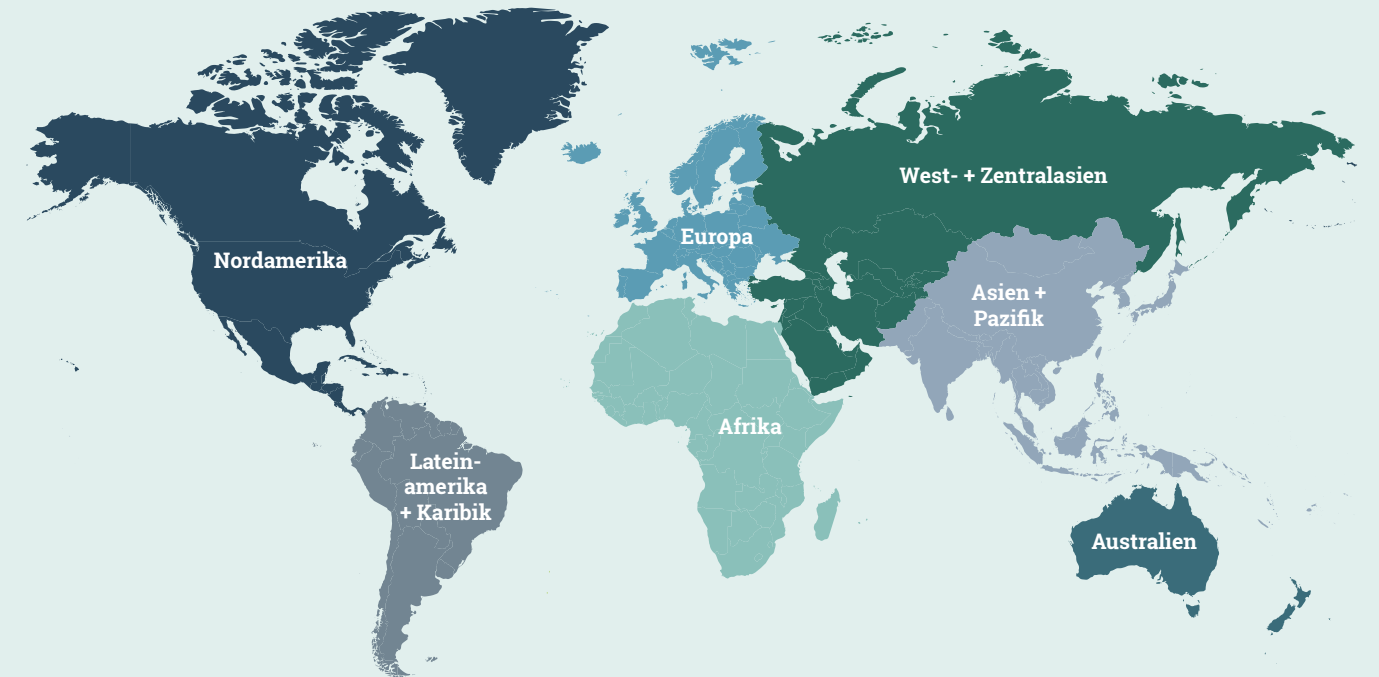 West- + Zentralasien
Europa
Nordamerika
Asien +
Pazifik
Afrika
Latein-
amerika
+ Karibik
Australien